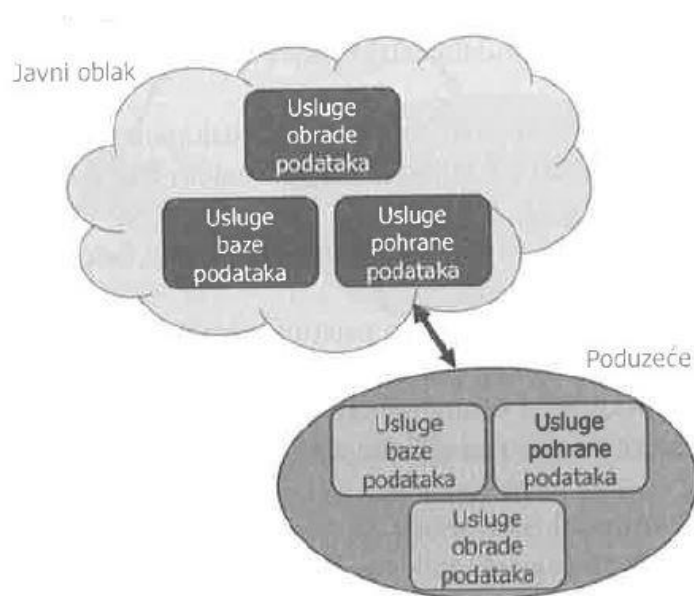 Javni oblak
Usluge
obrade
podataka
Usluge
baze
podataka
Usluge
pohrane
podataka
Poduzeće
Usluge
baze
podataka
Usluge
pohrane
podataka
Usluge
obrade
podataka